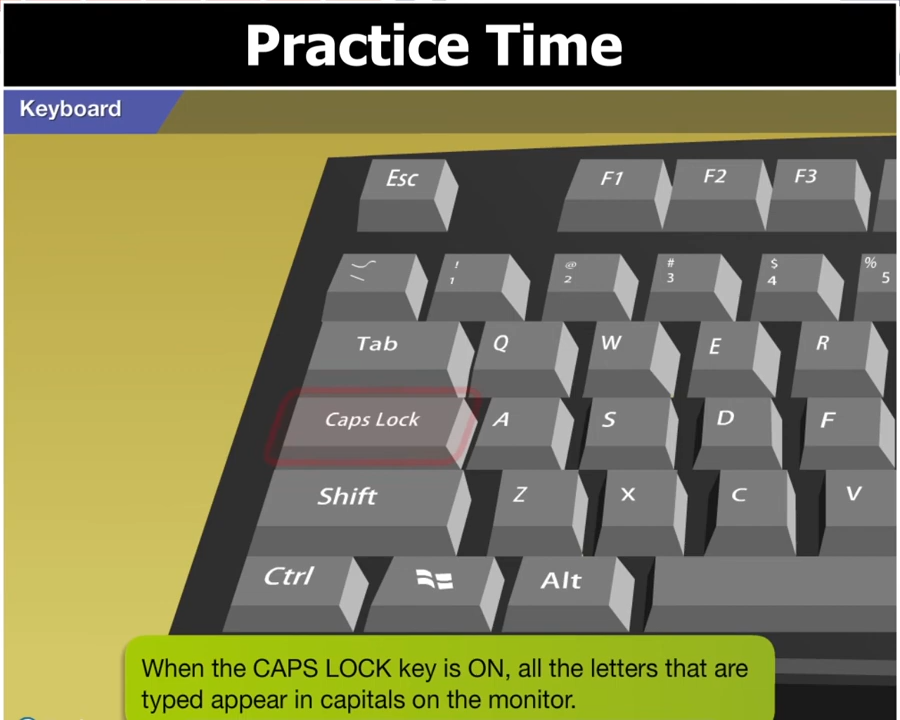 Practice Time
Keyboard
Esc F1 F2 F3
~ ! @ # $ %
` 1 2 3 4 5
Tab Q W E R
Caps Lock A S D F
Shift Z X C V
Ctrl Alt
When the CAPS LOCK key is ON, all the letters that are
typed appear in capitals on the monitor.